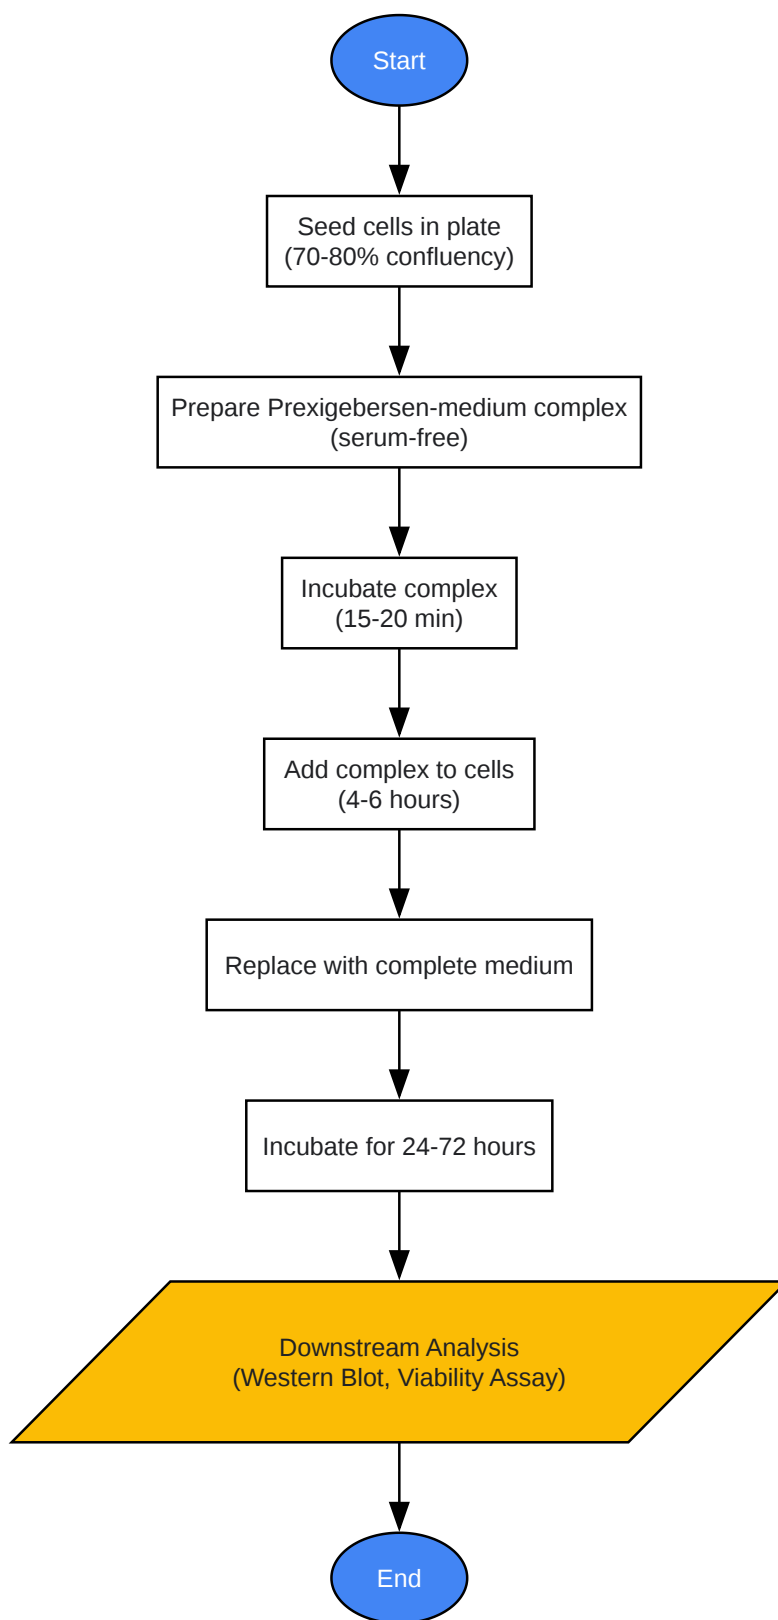 Start
Seed cells in plate
(70-80% confluency)
Prepare Prexigebersen-medium complex
(serum-free)
Incubate complex
(15-20 min)
Add complex to cells
(4-6 hours)
Replace with complete medium
Incubate for 24-72 hours
Downstream Analysis
(Western Blot, Viability Assay)
End